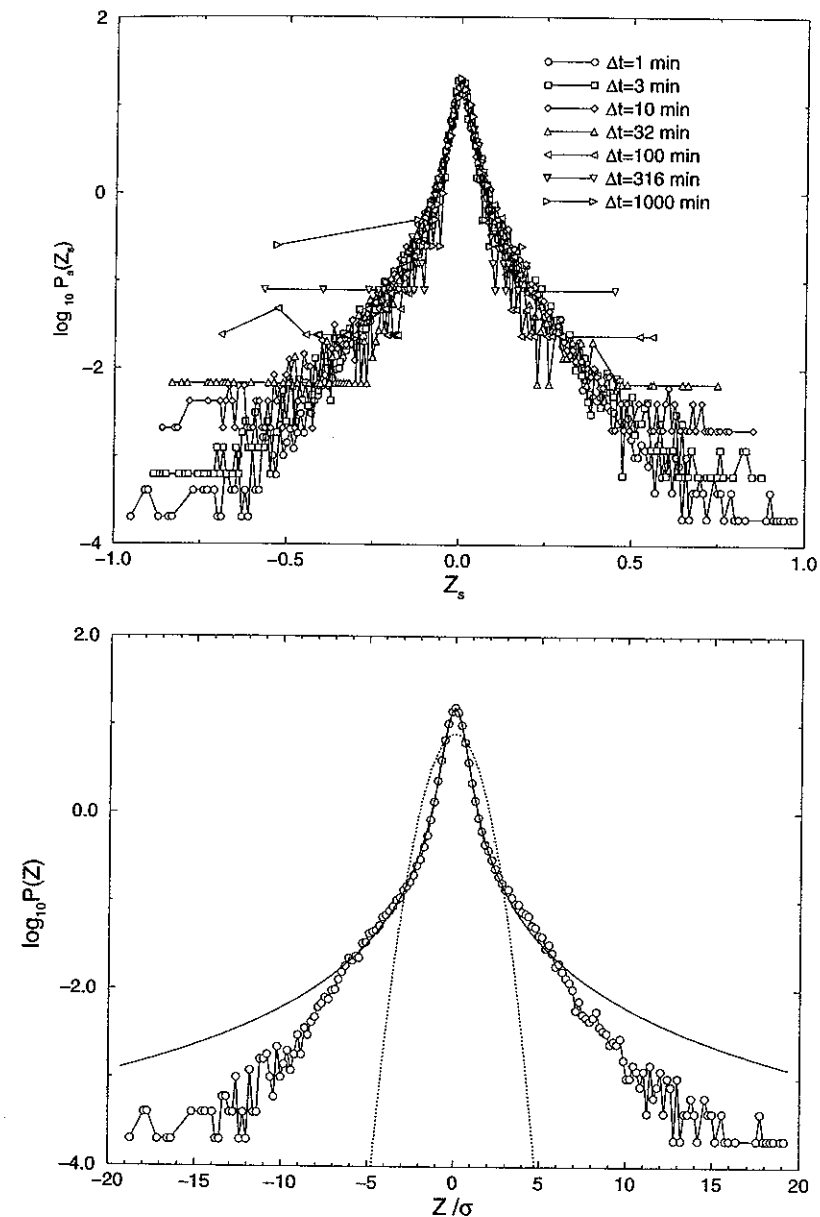 2
0
−2
−4
log 10 Ps(Zs)
Δt=1 min
Δt=3 min
Δt=10 min
Δt=32 min
Δt=100 min
Δt=316 min
Δt=1000 min
−1.0
−0.5
0.0
0.5
1.0
Zs
2.0
0.0
−2.0
−4.0
log10P(Z)
−20
−15
−10
−5
0
5
10
15
20
Z /σ